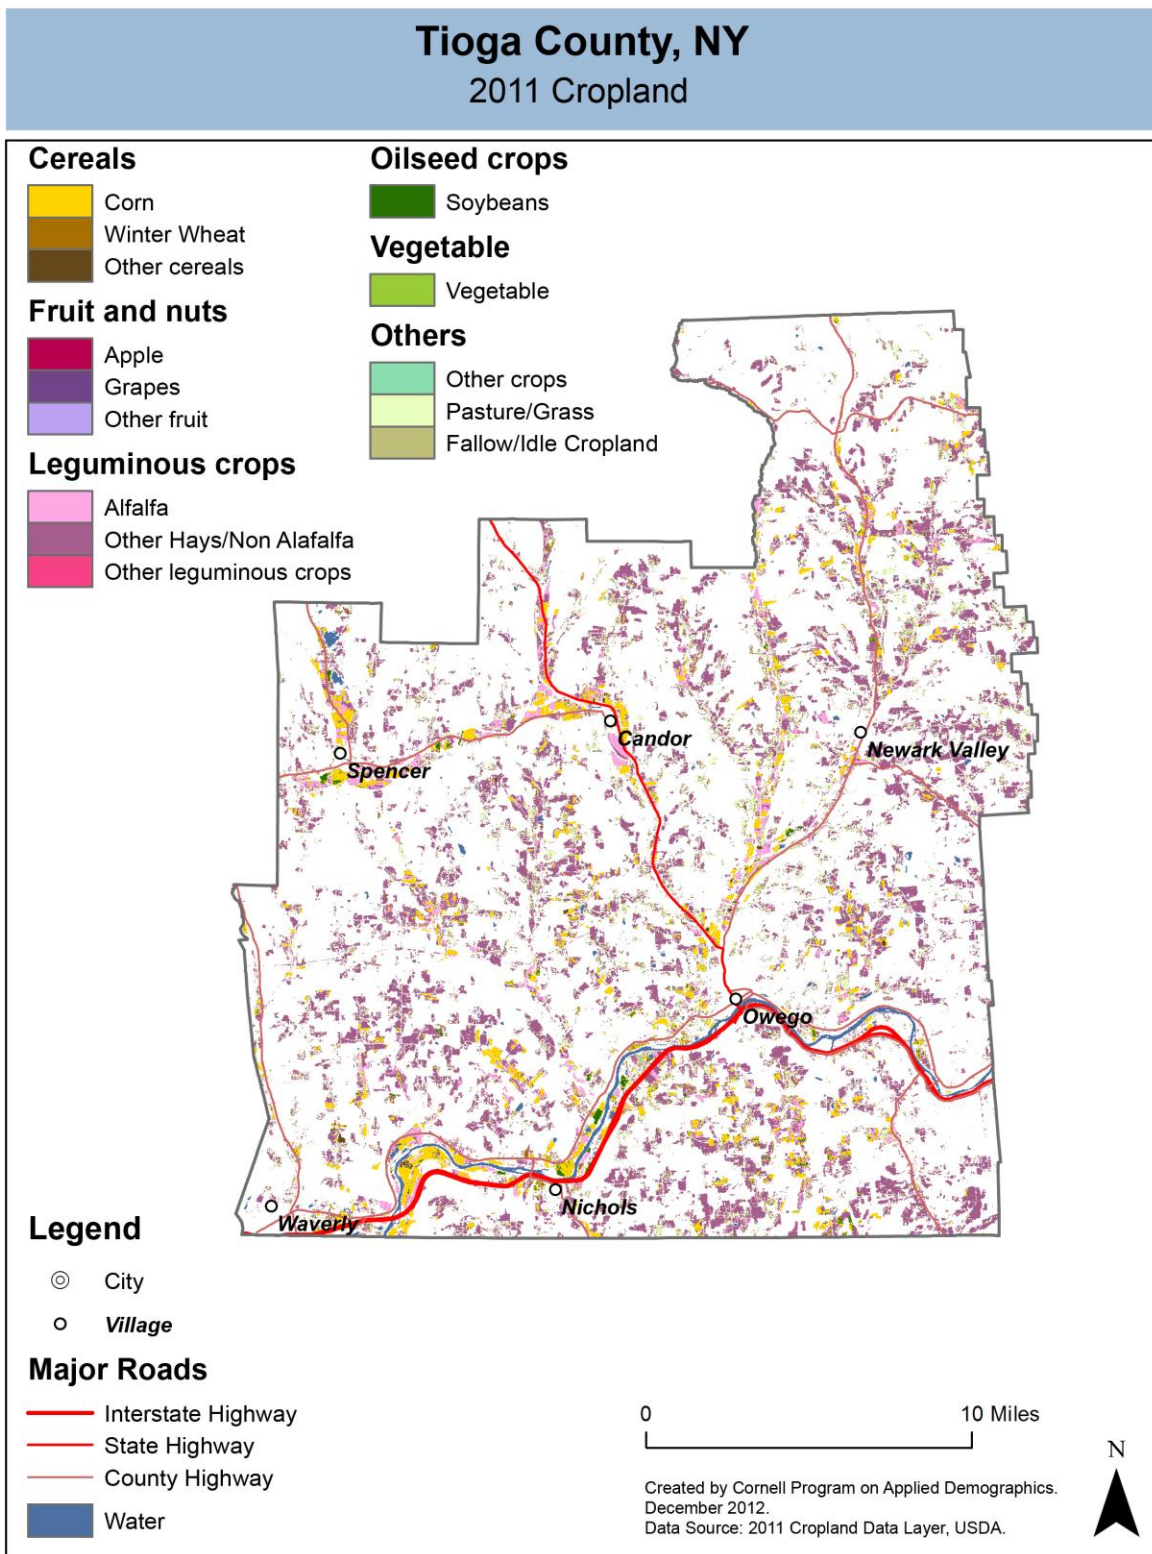 Tioga County, NY
2011 Cropland
Cereals
Corn
Winter Wheat
Other cereals
Fruit and nuts
Apple
Grapes
Other fruit
Leguminous crops
Alfalfa
Other Hays/Non Alafalfa
Other leguminous crops
Oilseed crops
Soybeans
Vegetable
Vegetable
Others
Other crops
Pasture/Grass
Fallow/Idle Cropland
Candor
Newark Valley
Spencer
Owego
Nichols
Waverly
Legend
City
Village
Major Roads
Interstate Highway
State Highway
County Highway
Water
0 10 Miles
N
Created by Cornell Program on Applied Demographics.
December 2012.
Data Source: 2011 Cropland Data Layer, USDA.